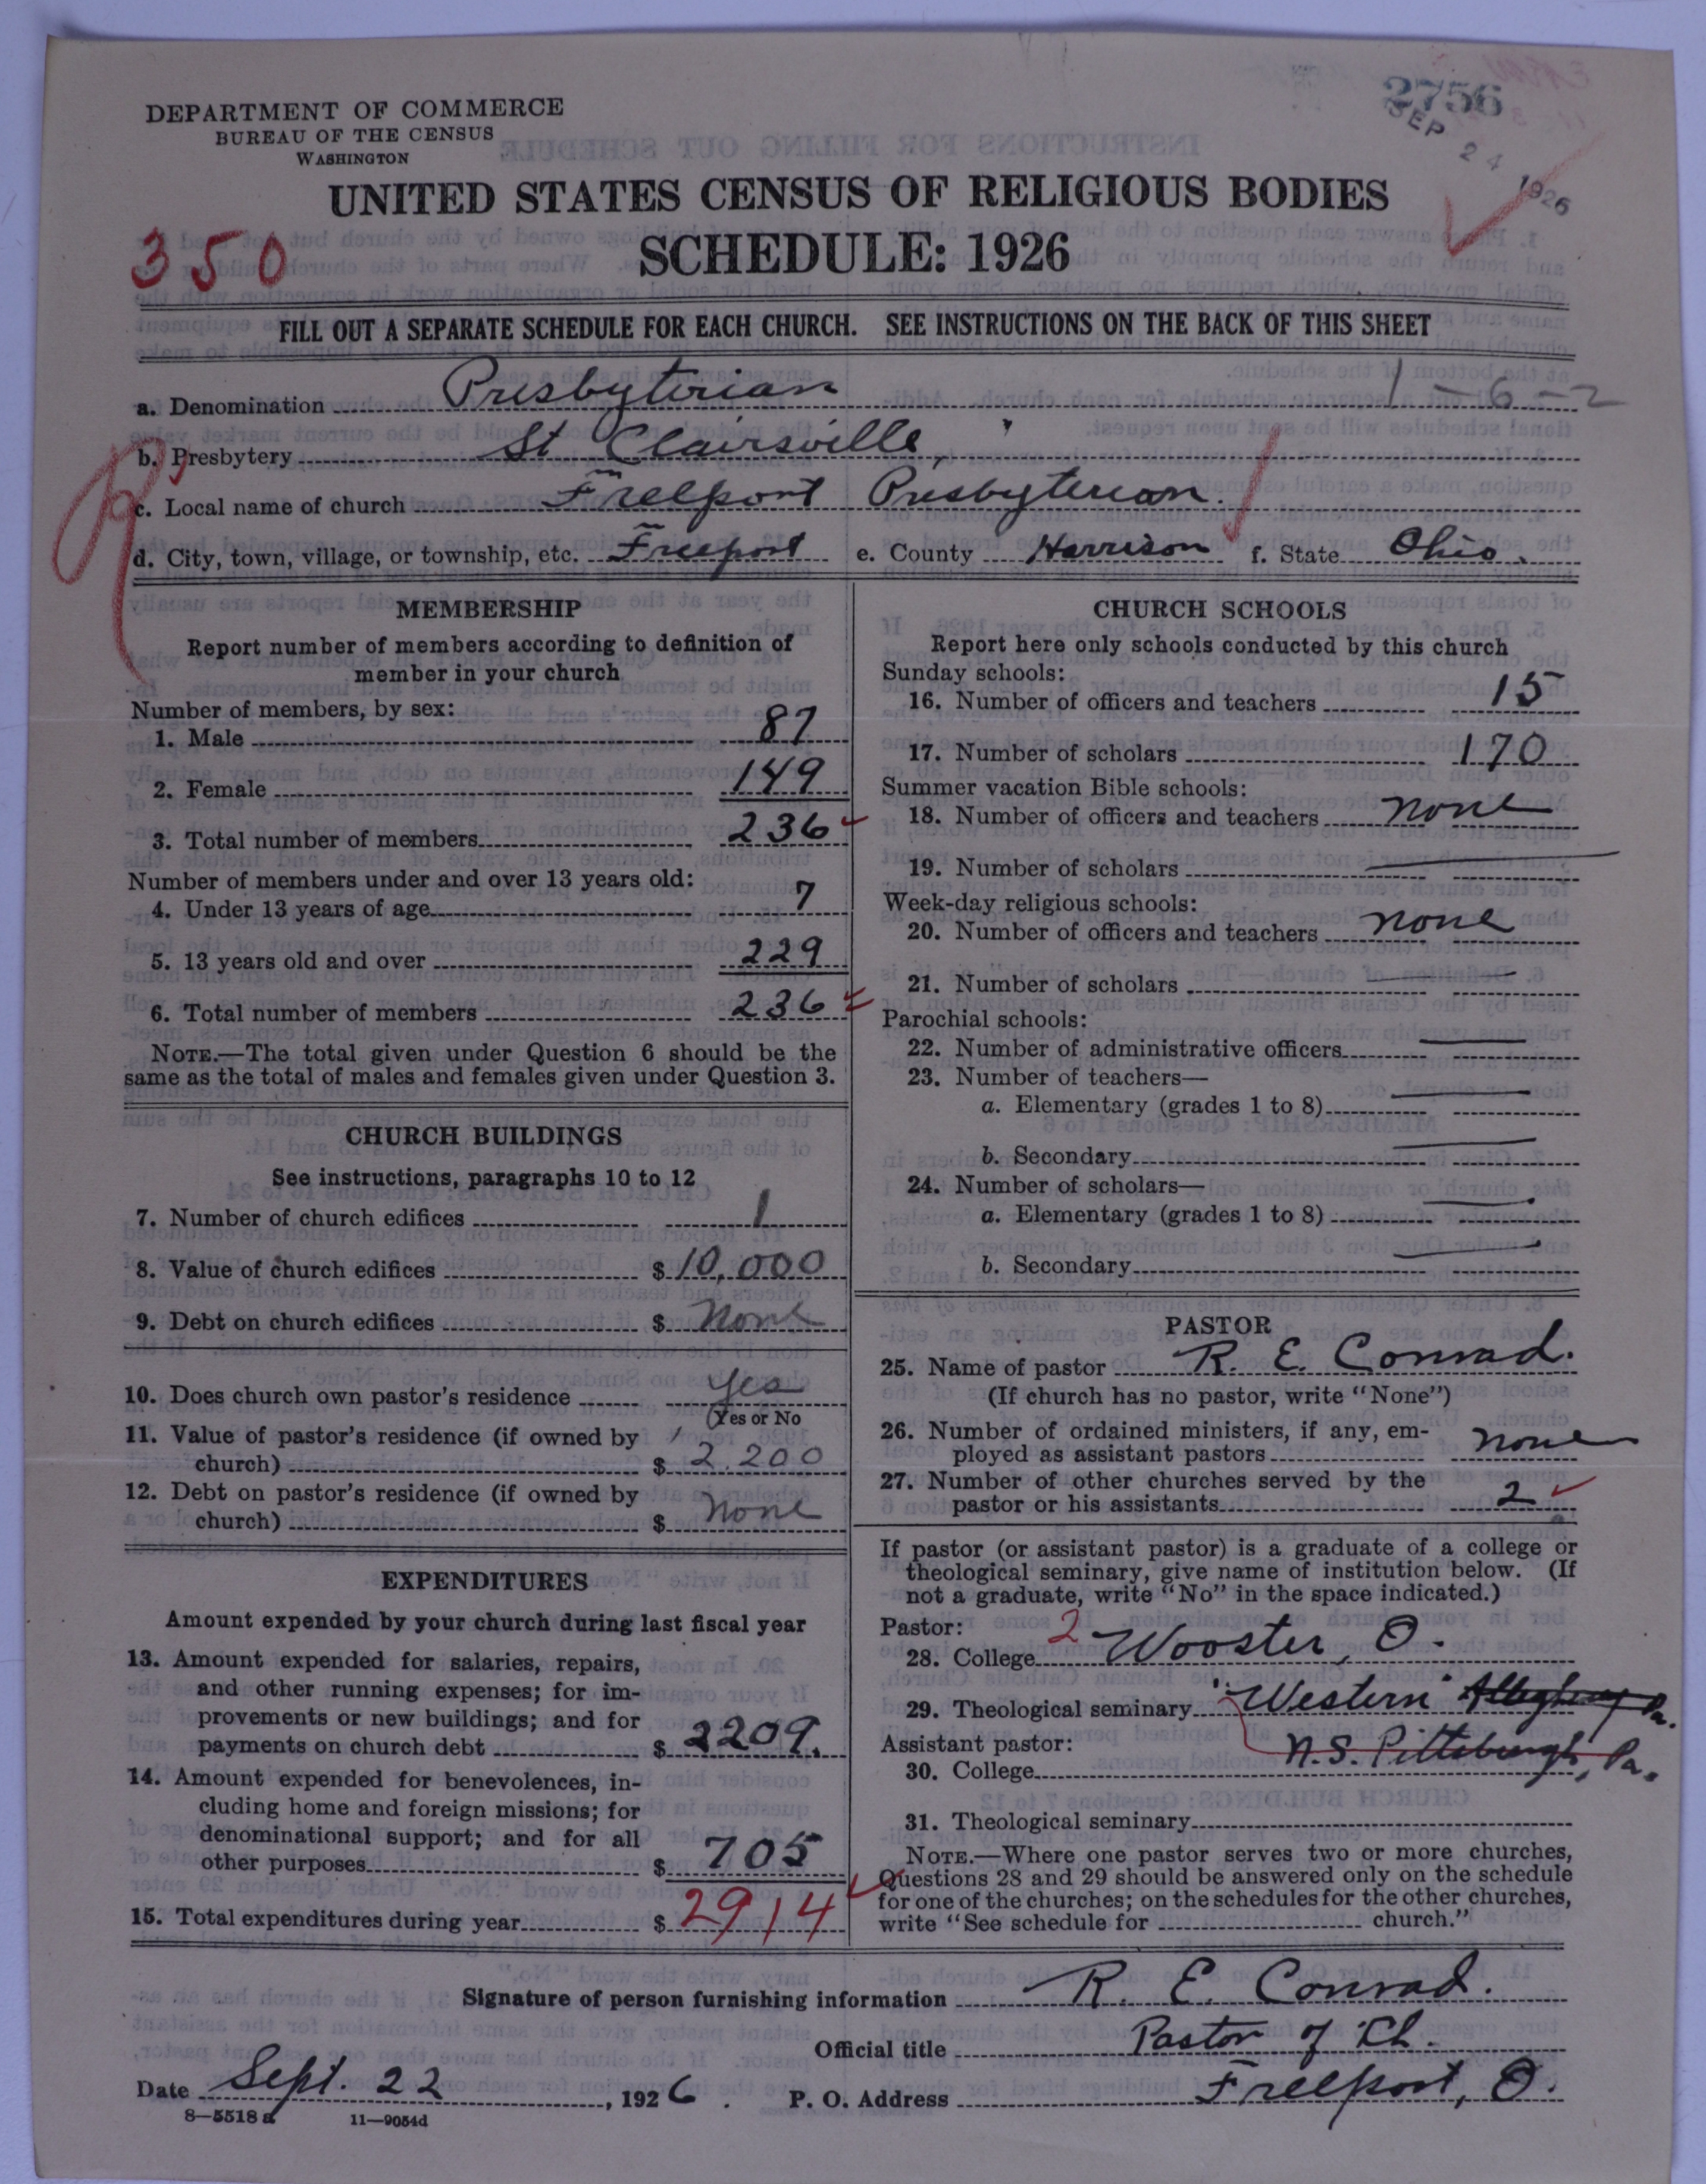 DEPARTMENT OF COMMERCE
BUREAU OF THE CENSUS
WASHINGTON
2756
SEP 24 1926
UNITED STATES CENSUS OF RELIGIOUS BODIES
SCHEDULE: 1926
350
FILL OUT A SEPARATE SCHEDULE FOR EACH CHURCH. SEE INSTRUCTIONS ON THE BACK OF THIS SHEET
a. Denomination Presbyterian 1-6-2
b. Presbytery St Clairsville,
c. Local name of church Freeport Presbyterian.
d. City, town, village, or township, etc. Freeport e. County Harrison f. State Ohio.
MEMBERSHIP
Report number of members according to definition of
member in your church
Number of members, by sex:
1. Male 87
2. Female 149
3. Total number of members 236
Number of members under and over 13 years old:
4. Under 13 years of age 7
5. 13 years old and over 229
6. Total number of members 236
NOTE.—The total given under Question 6 should be the
same as the total of males and females given under Question 3.
CHURCH BUILDINGS
See instructions, paragraphs 10 to 12
7. Number of church edifices 1
8. Value of church edifices $ 10,000
9. Debt on church edifices $ None
10. Does church own pastor's residence Yes
(Yes or No
11. Value of pastor's residence (if owned by
church) $ 2.200
12. Debt on pastor's residence (if owned by
church) $ None
EXPENDITURES
Amount expended by your church during last fiscal year
13. Amount expended for salaries, repairs,
and other running expenses; for im-
provements or new buildings; and for
payments on church debt $ 2209.
14. Amount expended for benevolences, in-
cluding home and foreign missions; for
denominational support; and for all
other purposes $ 705
15. Total expenditures during year $ 2914
CHURCH SCHOOLS
Report here only schools conducted by this church
Sunday schools:
16. Number of officers and teachers 15
17. Number of scholars 170
Summer vacation Bible schools:
18. Number of officers and teachers none
19. Number of scholars
Week-day religious schools:
20. Number of officers and teachers none
21. Number of scholars
Parochial schools:
22. Number of administrative officers
23. Number of teachers—
a. Elementary (grades 1 to 8)
b. Secondary
24. Number of scholars—
a. Elementary (grades 1 to 8)
b. Secondary
PASTOR
25. Name of pastor R. E. Conrad.
(If church has no pastor, write "None")
26. Number of ordained ministers, if any, em-
ployed as assistant pastors none
27. Number of other churches served by the
pastor or his assistants 2
If pastor (or assistant pastor) is a graduate of a college or
theological seminary, give name of institution below. (If
not a graduate, write "No" in the space indicated.)
Pastor: 2
28. College Wooster, O.
29. Theological seminary "Western" Allegheny Pa.
Assistant pastor: N.S. Pittsburgh, Pa.
30. College
31. Theological seminary
NOTE.—Where one pastor serves two or more churches,
Questions 28 and 29 should be answered only on the schedule
for one of the churches; on the schedules for the other churches,
write "See schedule for church."
Signature of person furnishing information R. E. Conrad.
Official title Pastor of Ch.
Date Sept. 22, 1926. P. O. Address Freeport, O.
8—5518 a 11—9054d